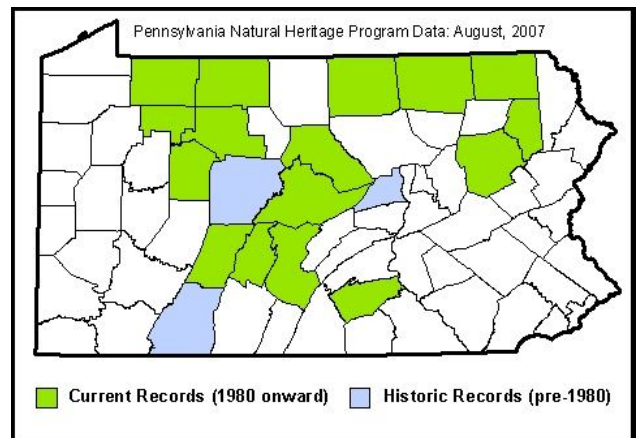 Pennsylvania Natural Heritage Program Data: August, 2007
Current Records (1980 onward) Historic Records (pre-1980)